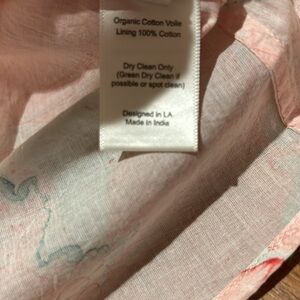 Organic Cotton Voile
Lining 100% Cotton
Dry Clean Only
(Green Dry Clean if
possible or spot clean)
Designed in LA
Made in India